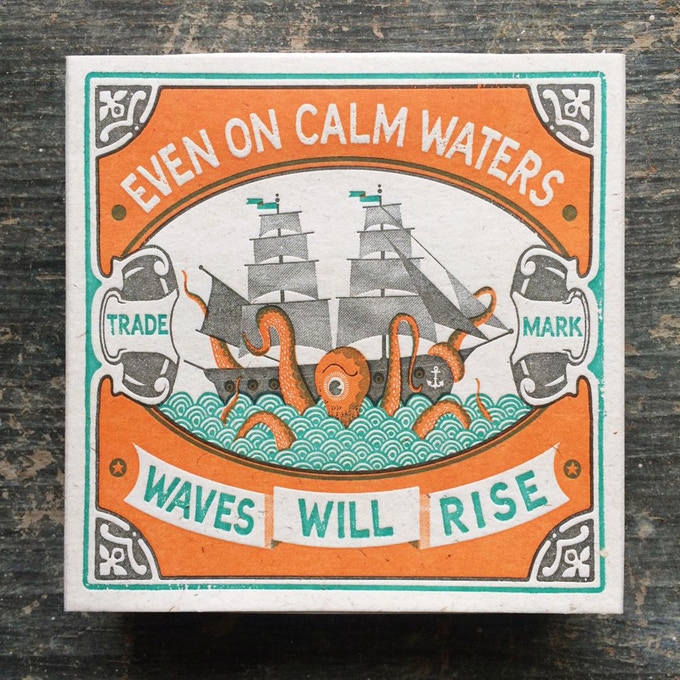 EVEN ON CALM WATERS
TRADE
MARK
WAVES WILL RISE